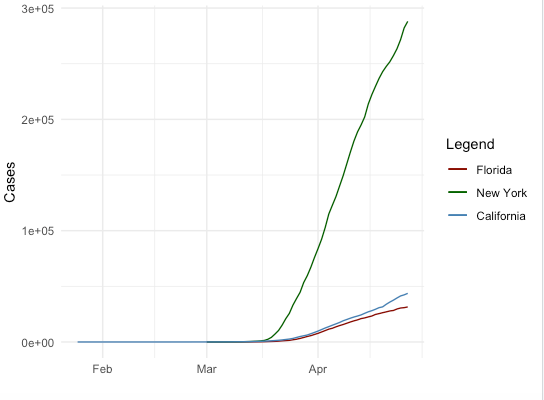 3e+05
2e+05
1e+05
0e+00
Cases
Feb
Mar
Apr
Legend
Florida
New York
California